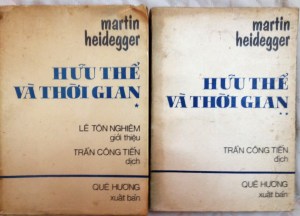 martin
heidegger
HỮU THỂ
VÀ THỜI GIAN
*
LÊ TÔN NGHIÊM
giới thiệu
TRẦN CÔNG TIẾN
dịch
QUÊ HƯƠNG
xuất bản
martin
heidegger
HỮU THỂ
VÀ THỜI GIAN
**
TRẦN CÔNG TIẾN
dịch
QUÊ HƯƠNG
xuất bản